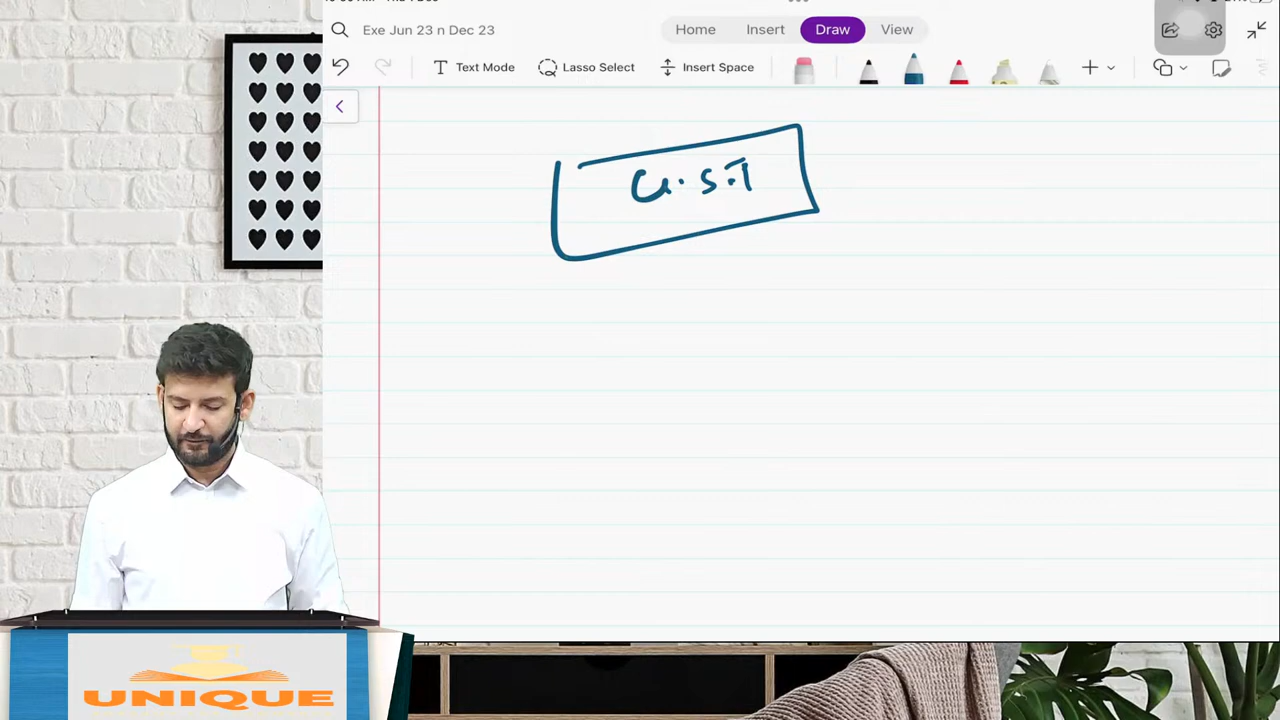 Exe Jun 23 n Dec 23
Home Insert Draw View
Text Mode Lasso Select Insert Space
G.S.T
UNIQUE